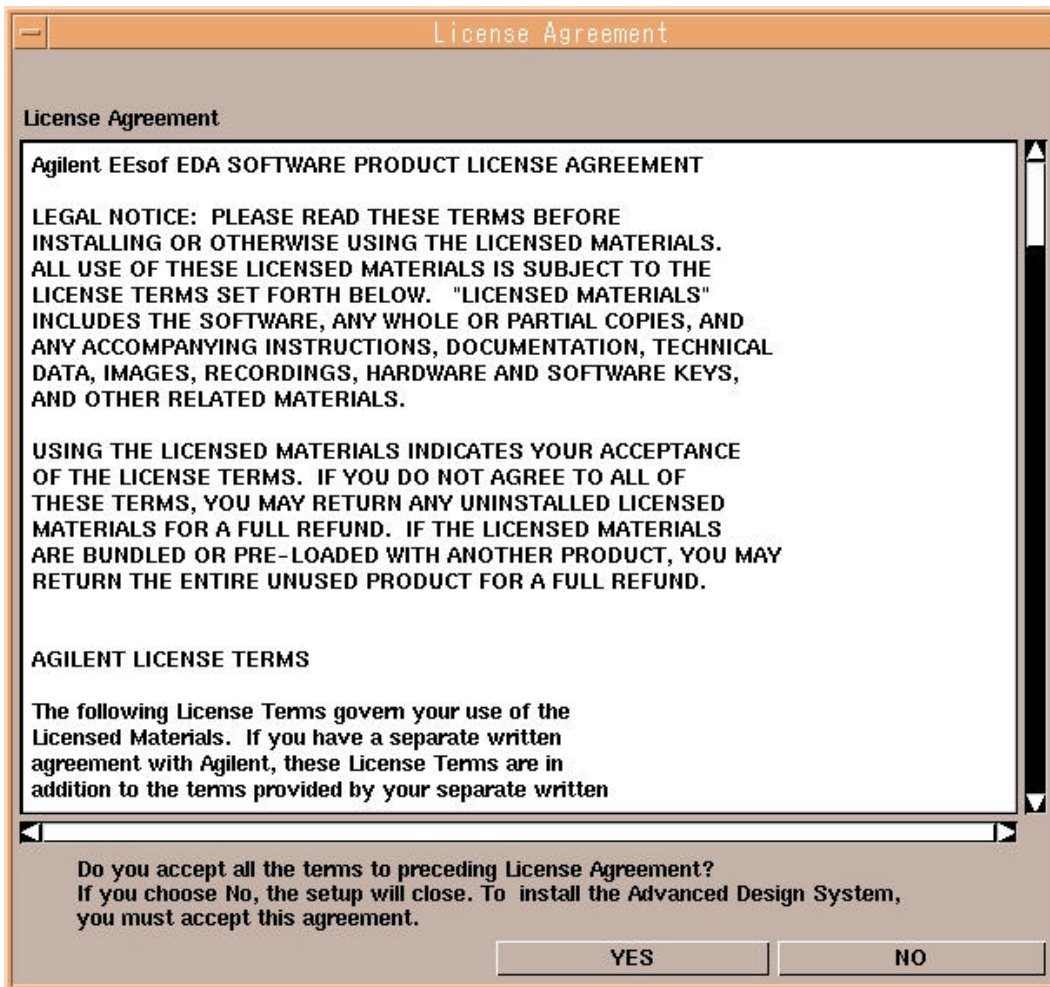 License Agreement
License Agreement
Agilent EEsof EDA SOFTWARE PRODUCT LICENSE AGREEMENT
LEGAL NOTICE:  PLEASE READ THESE TERMS BEFORE
INSTALLING OR OTHERWISE USING THE LICENSED MATERIALS.
ALL USE OF THESE LICENSED MATERIALS IS SUBJECT TO THE
LICENSE TERMS SET FORTH BELOW.   "LICENSED MATERIALS"
INCLUDES THE SOFTWARE, ANY WHOLE OR PARTIAL COPIES, AND
ANY ACCOMPANYING INSTRUCTIONS, DOCUMENTATION, TECHNICAL
DATA, IMAGES, RECORDINGS, HARDWARE AND SOFTWARE KEYS,
AND OTHER RELATED MATERIALS.
USING THE LICENSED MATERIALS INDICATES YOUR ACCEPTANCE
OF THE LICENSE TERMS.  IF YOU DO NOT AGREE TO ALL OF
THESE TERMS, YOU MAY RETURN ANY UNINSTALLED LICENSED
MATERIALS FOR A FULL REFUND.  IF THE LICENSED MATERIALS
ARE BUNDLED OR PRE-LOADED WITH ANOTHER PRODUCT, YOU MAY
RETURN THE ENTIRE UNUSED PRODUCT FOR A FULL REFUND.
AGILENT LICENSE TERMS
The following License Terms govern your use of the
Licensed Materials.  If you have a separate written
agreement with Agilent, these License Terms are in
addition to the terms provided by your separate written
Do you accept all the terms to preceding License Agreement?
If you choose No, the setup will close. To  install the Advanced Design System,
you must accept this agreement.
YES
NO